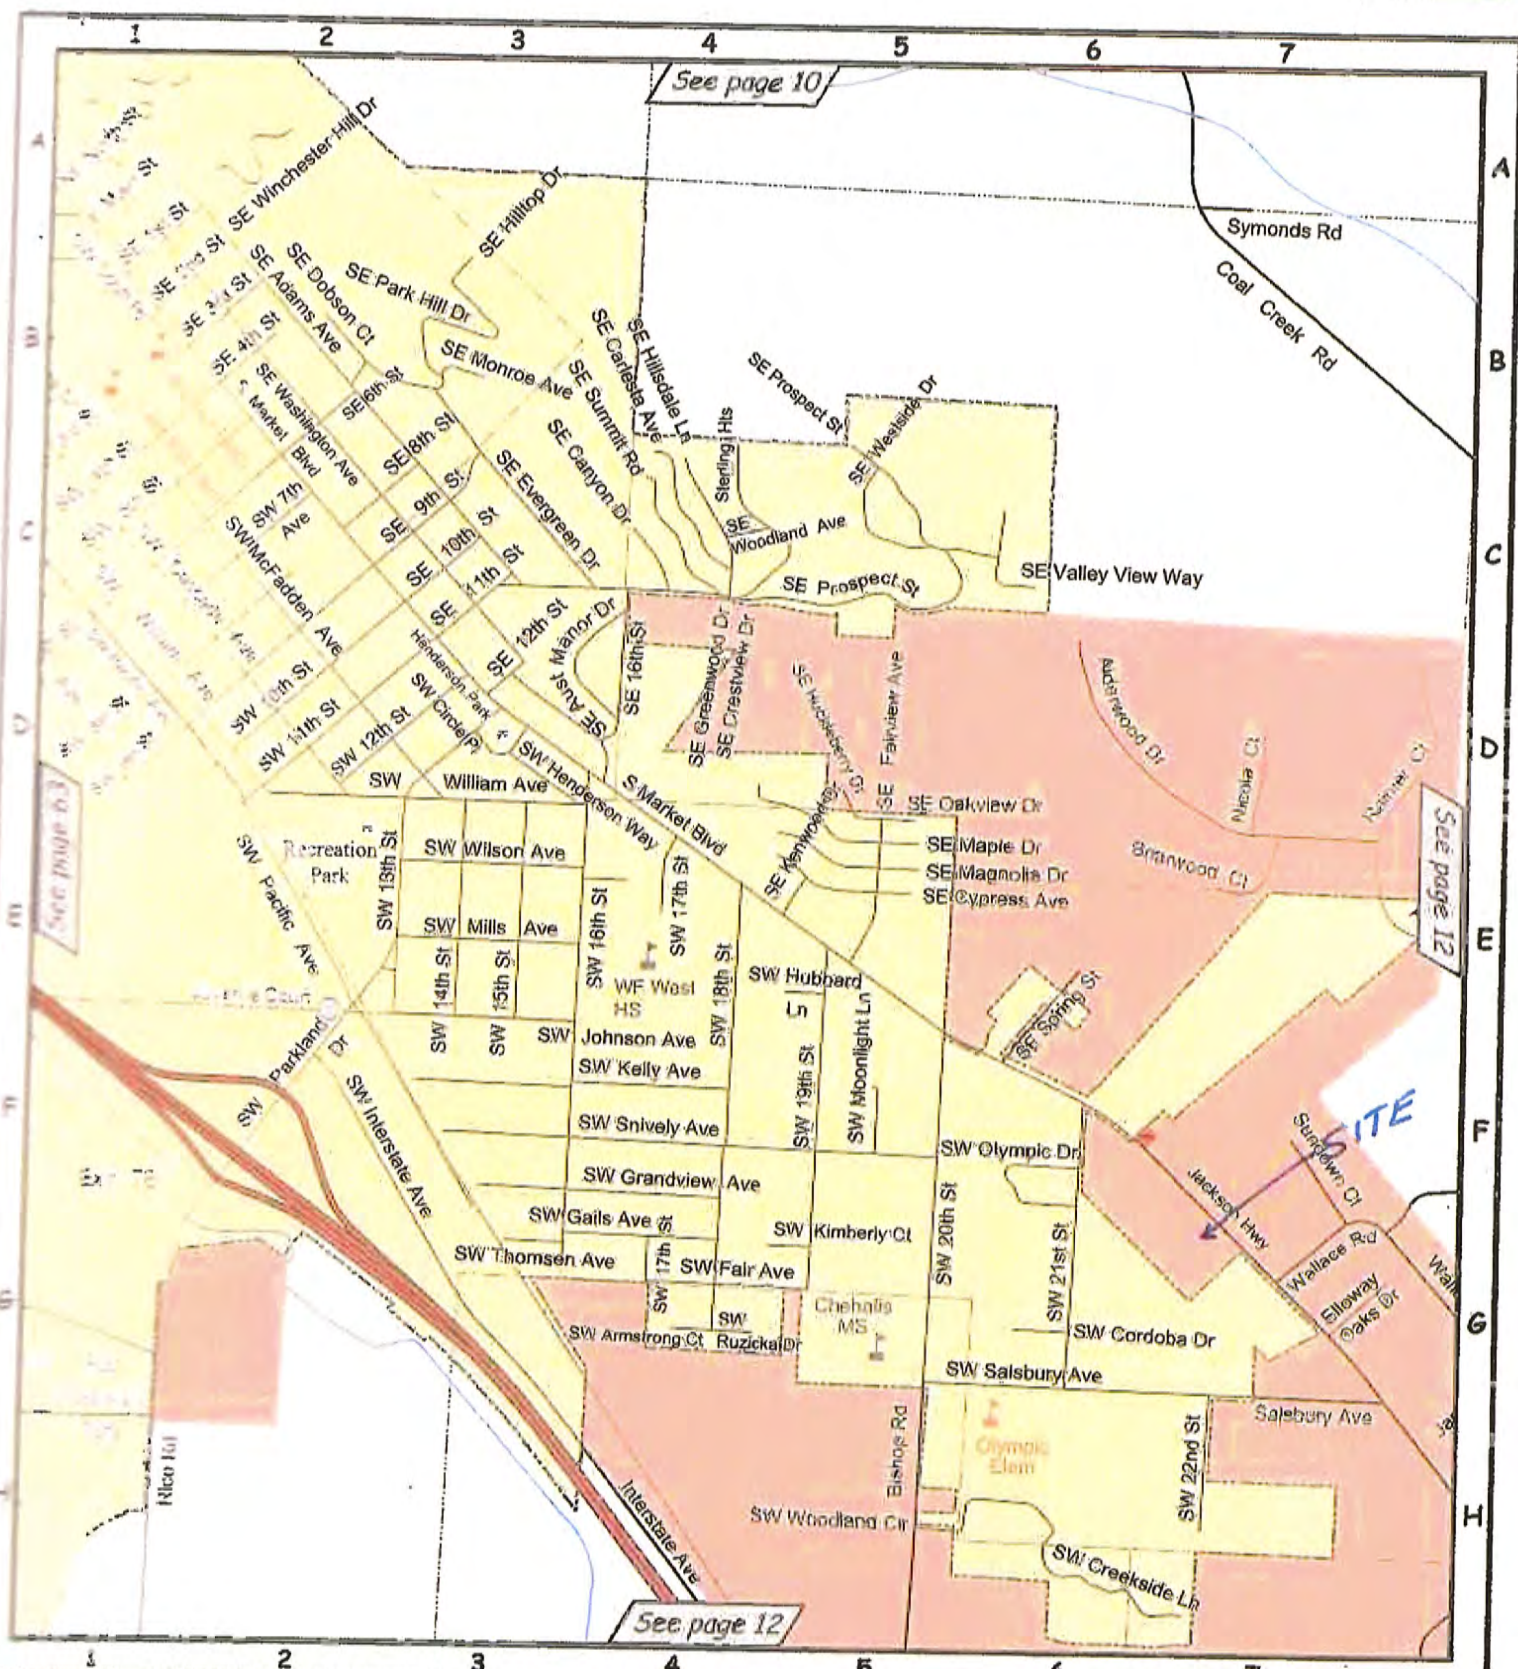 1 2 3 4 5 6 7
See page 10
A
SE Winchester Hill Dr
SE Hilltop Dr
Symonds Rd
Coal Creek Rd
SE 2nd St
SE 3rd St
SE 4th St
SE Adams Ave
SE Dobson Ct
SE Park Hill Dr
SE Monroe Ave
B
SE Washington Ave
S Market Blvd
SE 6th St
SE 8th St
SE 9th St
SE 10th St
SE 11th St
SE 12th St
SE Evergreen Dr
SE Canyon Dr
SE Summit Rd
SE Carlesta Ave
SE Hillsdale Ln
Sterling Hts
SE Prospect St
SE Westside Dr
SE Woodland Ave
SE Prospect St
SE Valley View Way
C
SW 7th
Ave
SW McFadden Ave
SW 10th St
SW 11th St
SW 12th St
Henderson Park
SW Circle Pl
SE Aust Manor Dr
SE 16th St
SE Greenwood Dr
SE Crestview Dr
SE Huckleberry Ct
SE Fairview Ave
Alderwood Dr
Nicole Ct
Rainier Ct
Briarwood Ct
D
SW William Ave
SW Henderson Way
S Market Blvd
SE Kenwood Dr
SE Oakview Dr
SE Maple Dr
SE Magnolia Dr
SE Cypress Ave
See page 63
See page 12
Recreation
Park
SW 13th St
SW Wilson Ave
SW Mills Ave
SW 14th St
SW 15th St
SW 16th St
SW 17th St
SW 18th St
WF West
HS
SW Pacific Ave
E
SW Hubbard
Ln
SW Moonlight Ln
SW 19th St
SE Spring St
SW Johnson Ave
SW Kelly Ave
SW Snively Ave
SW Parkland Dr
SW Interstate Ave
SW Olympic Dr
F
SITE
Sundown Ct
Jackson Hwy
Wallace Rd
Elloway
Oaks Dr
SW Grandview Ave
SW Gails Ave
SW Thomsen Ave
SW 17th St
SW Fair Ave
SW Kimberly Ct
SW 20th St
SW 21st St
G
Chehalis
MS
SW Armstrong Ct
SW
Ruzicka Dr
SW Cordoba Dr
SW Salsbury Ave
Salsbury Ave
Bishop Rd
Olympic
Elem
SW 22nd St
Rice Rd
Interstate Ave
SW Woodland Cir
H
SW Creekside Ln
See page 12
1 2 3 4 5